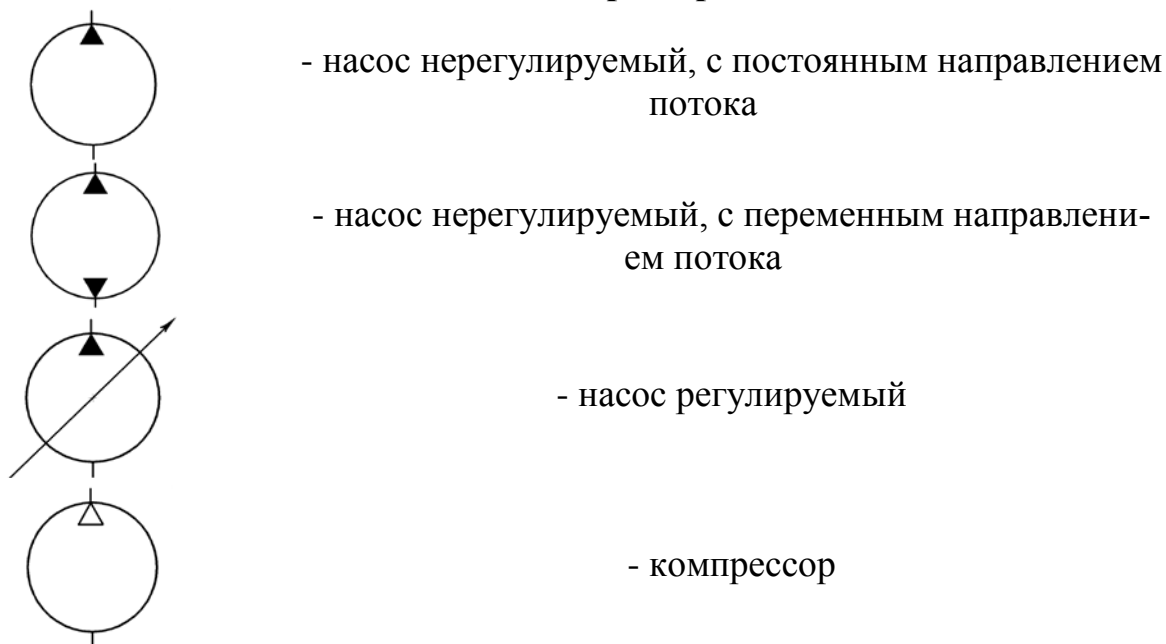 - насос нерегулируемый, с постоянным направлением
потока
- насос нерегулируемый, с переменным направлени-
ем потока
- насос регулируемый
- компрессор